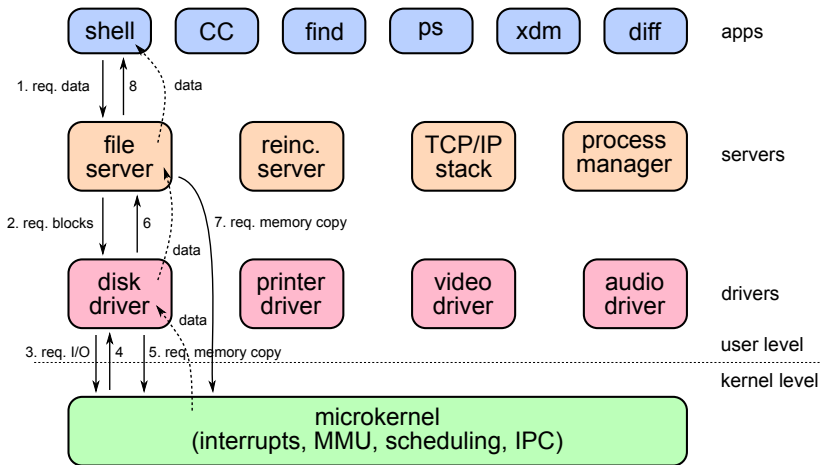 shell
CC
find
ps
xdm
diff
apps
1. req. data
8
data
file
server
reinc.
server
TCP/IP
stack
process
manager
servers
2. req. blocks
6
7. req. memory copy
data
disk
driver
printer
driver
video
driver
audio
driver
drivers
data
3. req. I/O
4
5. req. memory copy
user level
kernel level
microkernel
(interrupts, MMU, scheduling, IPC)